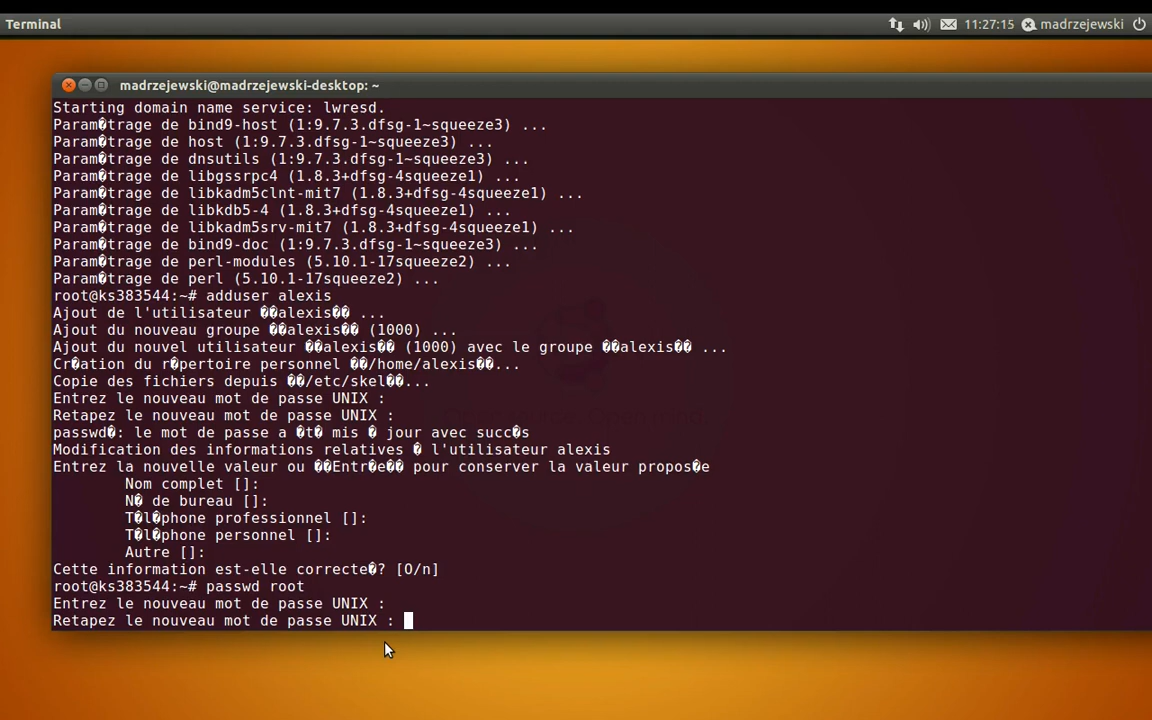 Terminal
11:27:15
madrzejewski
madrzejewski@madrzejewski-desktop: ~
Starting domain name service: lwresd.
Param�trage de bind9-host (1:9.7.3.dfsg-1~squeeze3) ...
Param�trage de host (1:9.7.3.dfsg-1~squeeze3) ...
Param�trage de dnsutils (1:9.7.3.dfsg-1~squeeze3) ...
Param�trage de libgssrpc4 (1.8.3+dfsg-4squeeze1) ...
Param�trage de libkadm5clnt-mit7 (1.8.3+dfsg-4squeeze1) ...
Param�trage de libkdb5-4 (1.8.3+dfsg-4squeeze1) ...
Param�trage de libkadm5srv-mit7 (1.8.3+dfsg-4squeeze1) ...
Param�trage de bind9-doc (1:9.7.3.dfsg-1~squeeze3) ...
Param�trage de perl-modules (5.10.1-17squeeze2) ...
Param�trage de perl (5.10.1-17squeeze2) ...
root@ks383544:~# adduser alexis
Ajout de l'utilisateur ��alexis�� ...
Ajout du nouveau groupe ��alexis�� (1000) ...
Ajout du nouvel utilisateur ��alexis�� (1000) avec le groupe ��alexis�� ...
Cr�ation du r�pertoire personnel ��/home/alexis��...
Copie des fichiers depuis ��/etc/skel��...
Entrez le nouveau mot de passe UNIX :
Retapez le nouveau mot de passe UNIX :
passwd�: le mot de passe a �t� mis � jour avec succ�s
Modification des informations relatives � l'utilisateur alexis
Entrez la nouvelle valeur ou ��Entr�e�� pour conserver la valeur propos�e
Nom complet []:
N� de bureau []:
T�l�phone professionnel []:
T�l�phone personnel []:
Autre []:
Cette information est-elle correcte�? [O/n]
root@ks383544:~# passwd root
Entrez le nouveau mot de passe UNIX :
Retapez le nouveau mot de passe UNIX :